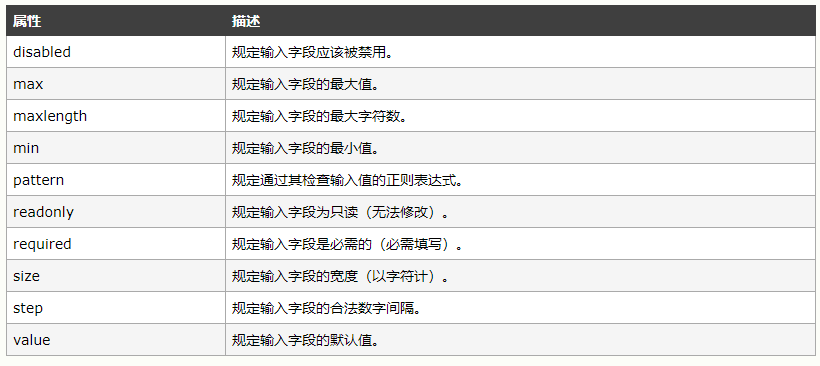 属性 描述
disabled 规定输入字段应该被禁用。
max 规定输入字段的最大值。
maxlength 规定输入字段的最大字符数。
min 规定输入字段的最小值。
pattern 规定通过其检查输入值的正则表达式。
readonly 规定输入字段为只读（无法修改）。
required 规定输入字段是必需的（必需填写）。
size 规定输入字段的宽度（以字符计）。
step 规定输入字段的合法数字间隔。
value 规定输入字段的默认值。